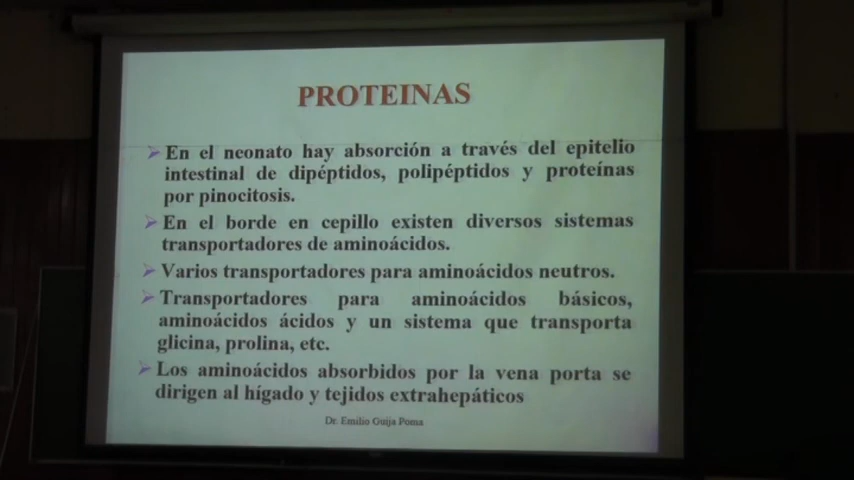 PROTEINAS
En el neonato hay absorción a través del epitelio
intestinal de dipéptidos, polipéptidos y proteínas
por pinocitosis.
En el borde en cepillo existen diversos sistemas
transportadores de aminoácidos.
Varios transportadores para aminoácidos neutros.
Transportadores para aminoácidos básicos,
aminoácidos ácidos y un sistema que transporta
glicina, prolina, etc.
Los aminoácidos absorbidos por la vena porta se
dirigen al hígado y tejidos extrahepáticos
Dr. Emilio Guija Poma